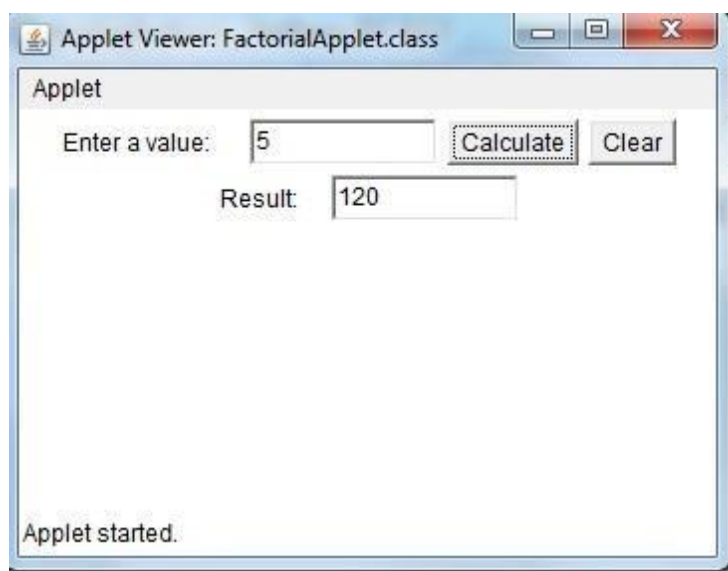 Applet Viewer: FactorialApplet.class
Applet
Enter a value: 5 Calculate Clear
Result: 120
Applet started.